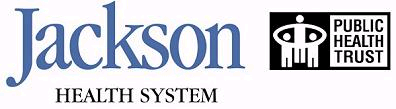 Jackson
HEALTH SYSTEM
PUBLIC
HEALTH
TRUST